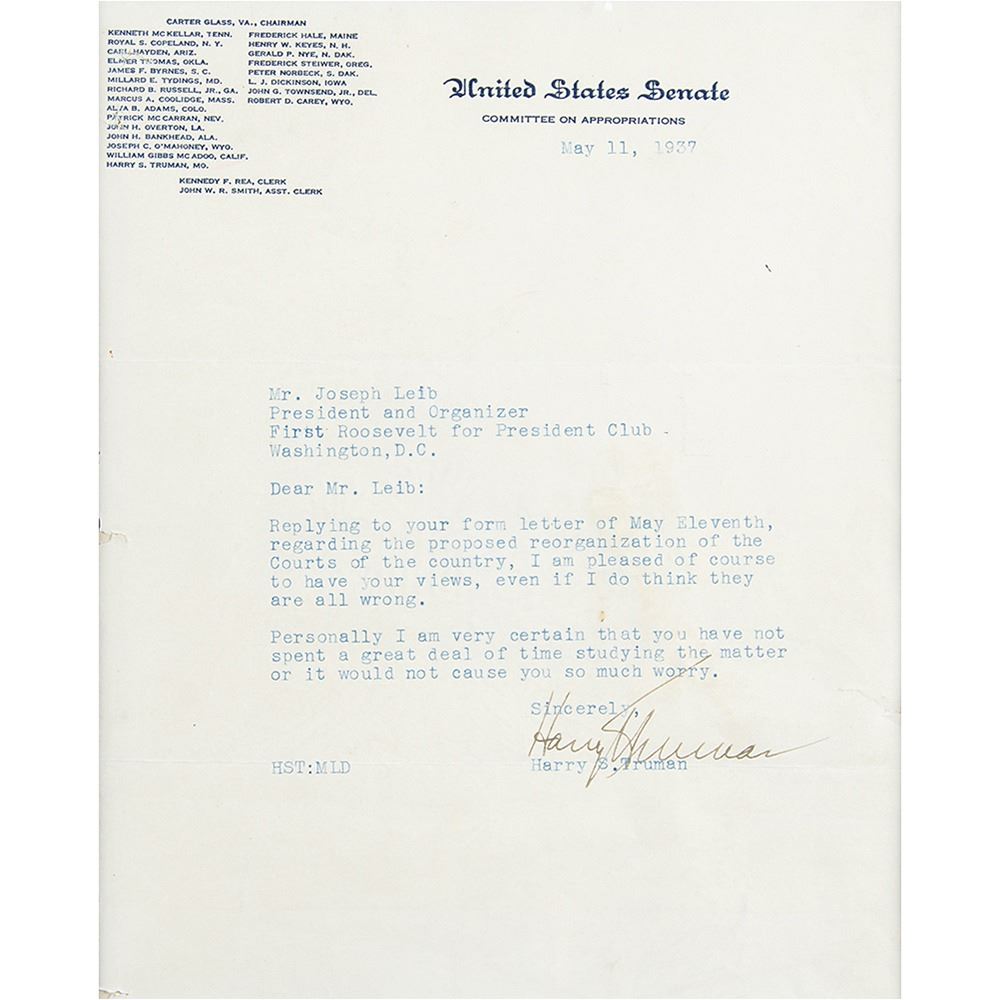 CARTER GLASS, VA., CHAIRMAN
KENNETH MCKELLAR, TENN.
ROYAL S. COPELAND, N. Y.
CARL HAYDEN, ARIZ.
ELMER THOMAS, OKLA.
JAMES F. BYRNES, S. C.
MILLARD E. TYDINGS, MD.
RICHARD B. RUSSELL, JR., GA.
MARCUS A. COOLIDGE, MASS.
ALVA B. ADAMS, COLO.
PATRICK MCCARRAN, NEV.
JOHN H. OVERTON, LA.
JOHN H. BANKHEAD, ALA.
JOSEPH C. O'MAHONEY, WYO.
WILLIAM GIBBS MCADOO, CALIF.
HARRY S. TRUMAN, MO.
FREDERICK HALE, MAINE
HENRY W. KEYES, N. H.
GERALD P. NYE, N. DAK.
FREDERICK STEIWER, OREG.
PETER NORBECK, S. DAK.
L. J. DICKINSON, IOWA
JOHN G. TOWNSEND, JR., DEL.
ROBERT D. CAREY, WYO.
KENNEDY F. REA, CLERK
JOHN W. R. SMITH, ASST. CLERK
United States Senate
COMMITTEE ON APPROPRIATIONS
May 11, 1937
Mr. Joseph Leib
President and Organizer
First Roosevelt for President Club
Washington,D.C.
Dear Mr. Leib:
Replying to your form letter of May Eleventh,
regarding the proposed reorganization of the
Courts of the country, I am pleased of course
to have your views, even if I do think they
are all wrong.
Personally I am very certain that you have not
spent a great deal of time studying the matter
or it would not cause you so much worry.
Sincerely,
Harry S Truman
HST:MLD Harry S.Truman